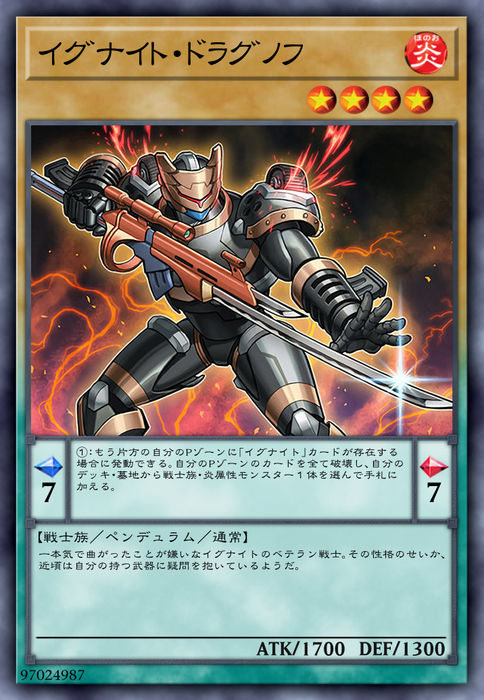 イグナイト・ドラグノフ
ほのお
炎
①：もう片方の自分のPゾーンに「イグナイト」カードが存在する
場合に発動できる。自分のPゾーンのカードを全て破壊し、自分の
デッキ・墓地から戦士族・炎属性モンスター１体を選んで手札に
加える。
7
7
【戦士族／ペンデュラム／通常】
一本気で曲がったことが嫌いなイグナイトのベテラン戦士。その性格のせいか、
近頃は自分の持つ武器に疑問を抱いているようだ。
ATK/1700 DEF/1300
97024987